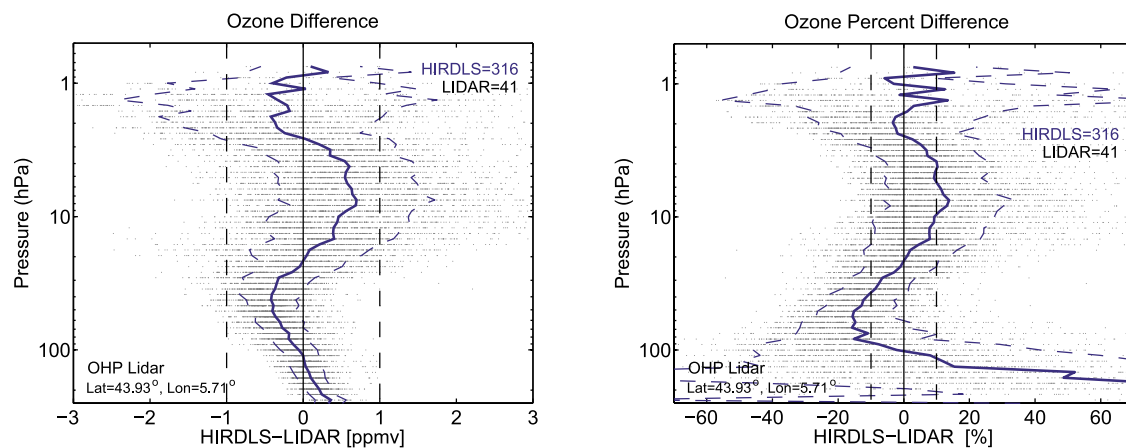 Ozone Difference
−3 −2 −1 0 1 2 3
1
10
100
Pressure (hPa)
HIRDLS−LIDAR [ppmv]
HIRDLS=316
LIDAR=41
OHP Lidar
Lat=43.93°, Lon=5.71°
Ozone Percent Difference
−60 −40 −20 0 20 40 60
1
10
100
Pressure (hPa)
HIRDLS−LIDAR [%]
HIRDLS=316
LIDAR=41
OHP Lidar
Lat=43.93°, Lon=5.71°